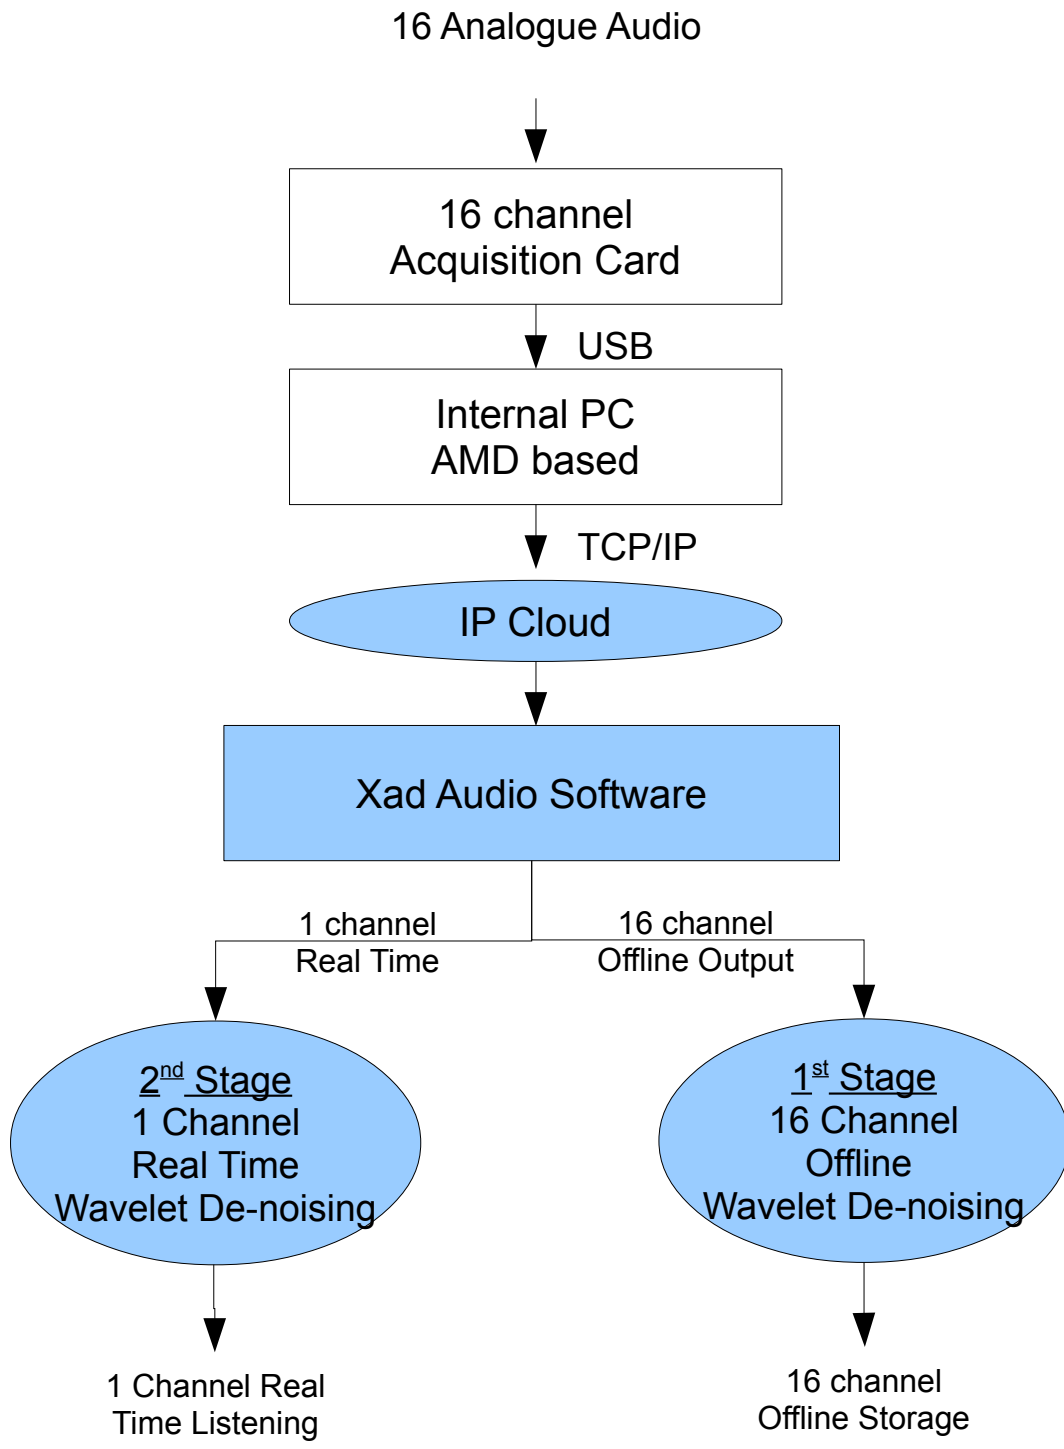 16 Analogue Audio
16 channel
Acquisition Card
USB
Internal PC
AMD based
TCP/IP
IP Cloud
Xad Audio Software
1 channel
Real Time
16 channel
Offline Output
2nd Stage
1 Channel
Real Time
Wavelet De-noising
1st Stage
16 Channel
Offline
Wavelet De-noising
1 Channel Real
Time Listening
16 channel
Offline Storage